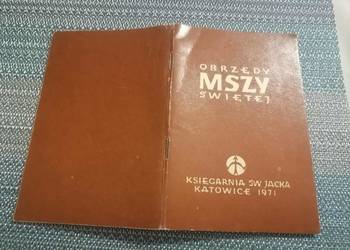 OBRZĘDY
MSZY
ŚWIĘTEJ
KSIĘGARNIA ŚW JACKA
KATOWICE 1971